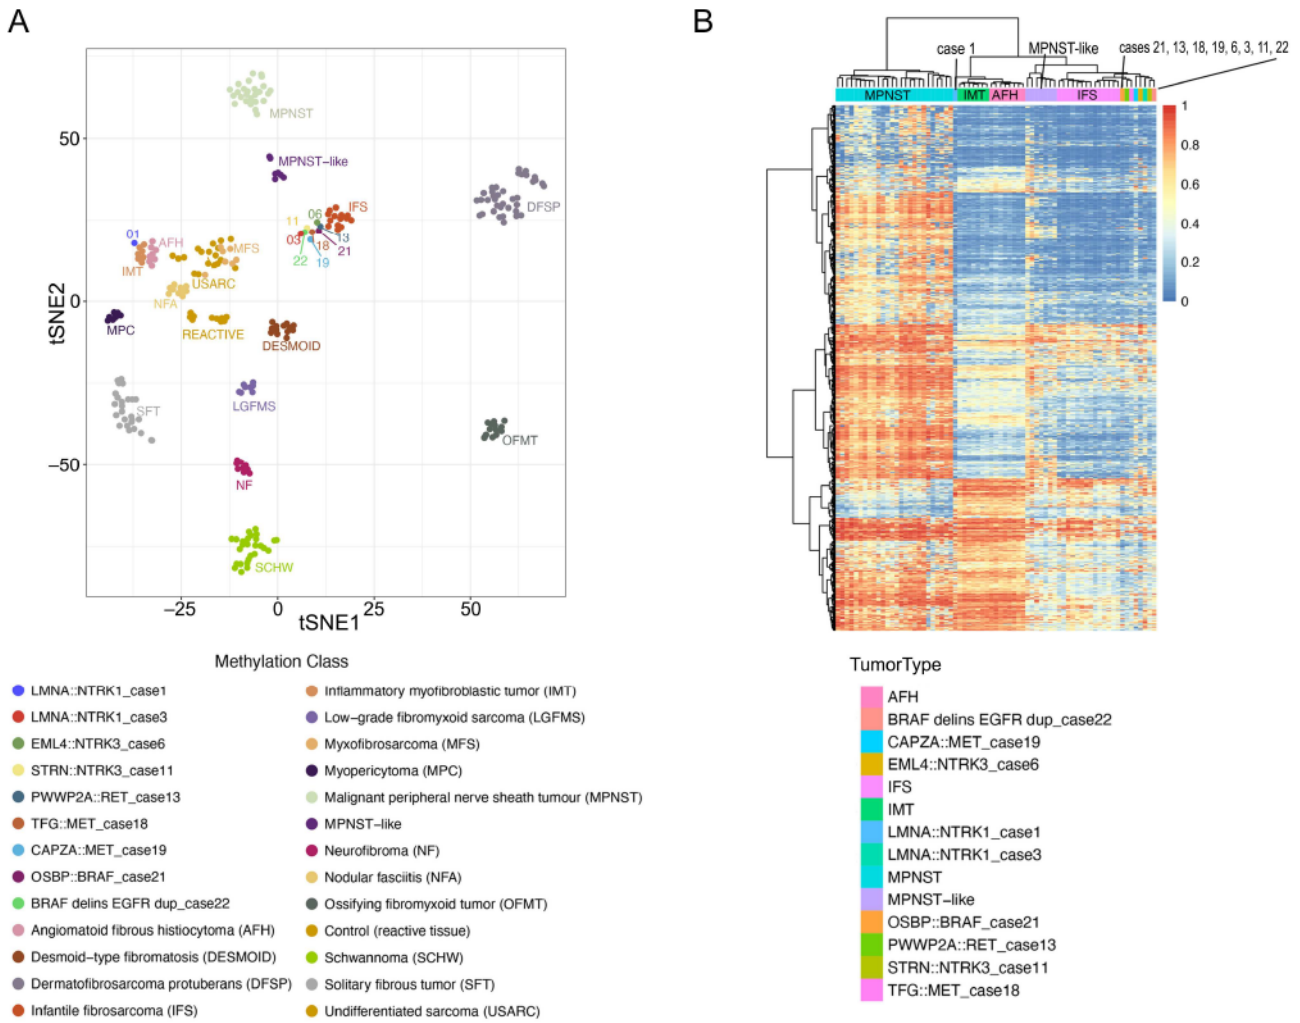 A
B
case 1
MPNST-like
cases 21, 13, 18, 19, 6, 3, 11, 22
MPNST
IMT
AFH
IFS
1
0.8
0.6
0.4
0.2
0
MPNST
50
MPNST-like
DFSP
IFS
06
11
01
AFH
MFS
03
13
18
21
22
19
IMT
USARC
NFA
0
tSNE2
MPC
REACTIVE
DESMOID
SFT
LGFMS
OFMT
−50
NF
SCHW
−25
0
25
50
tSNE1
Methylation Class
LMNA::NTRK1_case1
LMNA::NTRK1_case3
EML4::NTRK3_case6
STRN::NTRK3_case11
PWWP2A::RET_case13
TFG::MET_case18
CAPZA::MET_case19
OSBP::BRAF_case21
BRAF delins EGFR dup_case22
Angiomatoid fibrous histiocytoma (AFH)
Desmoid-type fibromatosis (DESMOID)
Dermatofibrosarcoma protuberans (DFSP)
Infantile fibrosarcoma (IFS)
Inflammatory myofibroblastic tumor (IMT)
Low-grade fibromyxoid sarcoma (LGFMS)
Myxofibrosarcoma (MFS)
Myopericytoma (MPC)
Malignant peripheral nerve sheath tumour (MPNST)
MPNST-like
Neurofibroma (NF)
Nodular fasciitis (NFA)
Ossifying fibromyxoid tumor (OFMT)
Control (reactive tissue)
Schwannoma (SCHW)
Solitary fibrous tumor (SFT)
Undifferentiated sarcoma (USARC)
TumorType
AFH
BRAF delins EGFR dup_case22
CAPZA::MET_case19
EML4::NTRK3_case6
IFS
IMT
LMNA::NTRK1_case1
LMNA::NTRK1_case3
MPNST
MPNST-like
OSBP::BRAF_case21
PWWP2A::RET_case13
STRN::NTRK3_case11
TFG::MET_case18